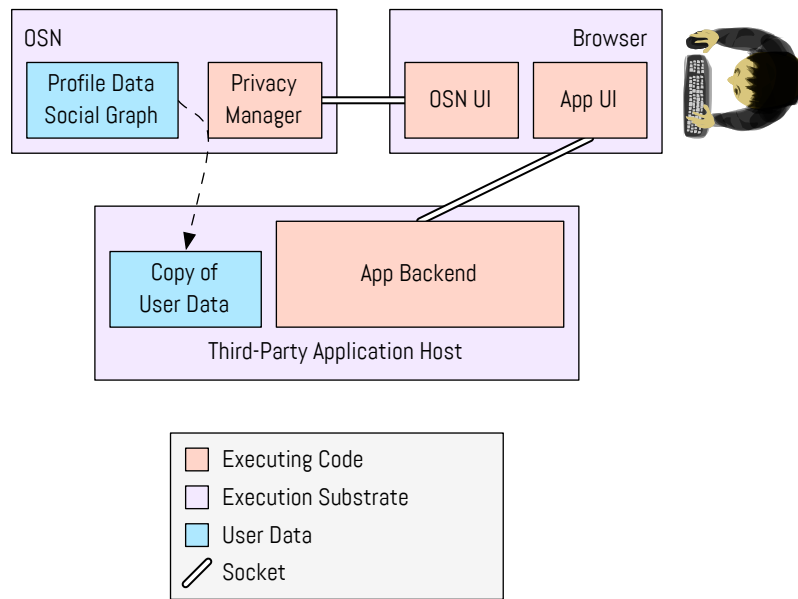 OSN
Browser
Profile Data
Social Graph
Privacy
Manager
OSN UI
App UI
Copy of
User Data
App Backend
Third-Party Application Host
Executing Code
Execution Substrate
User Data
Socket